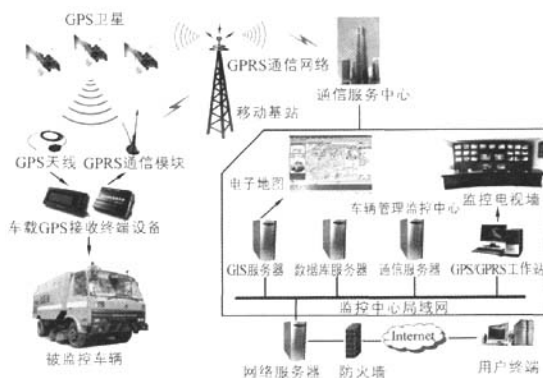 GPS卫星
GPRS通信网络
移动基站
通信服务中心
GPS天线
GPRS通信模块
车载GPS接收终端设备
被监控车辆
电子地图
车辆管理监控中心
监控电视墙
GIS服务器
数据库服务器
通信服务器
GPS/GPRS工作站
监控中心局域网
Internet
网络服务器
防火墙
用户终端